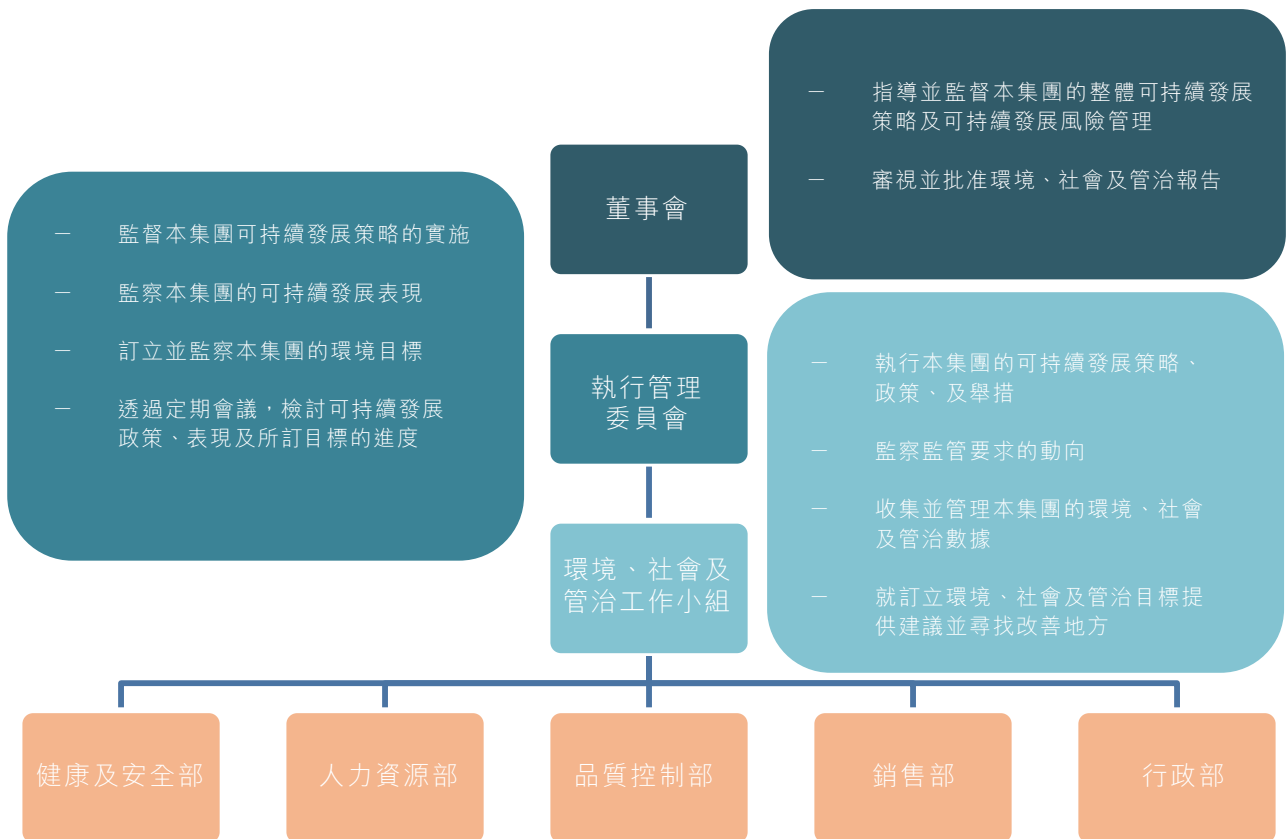 — 指導並監督本集團的整體可持續發展
策略及可持續發展風險管理
— 審視並批准環境、社會及管治報告
董事會
— 監督本集團可持續發展策略的實施
— 監察本集團的可持續發展表現
— 訂立並監察本集團的環境目標
— 透過定期會議，檢討可持續發展
政策、表現及所訂目標的進度
執行管理
委員會
— 執行本集團的可持續發展策略、
政策、及舉措
— 監察監管要求的動向
— 收集並管理本集團的環境、社會
及管治數據
— 就訂立環境、社會及管治目標提
供建議並尋找改善地方
環境、社會及
管治工作小組
健康及安全部
人力資源部
品質控制部
銷售部
行政部